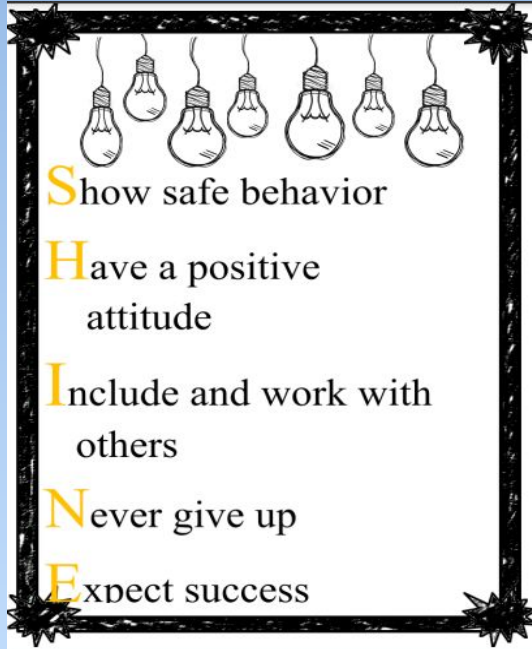 Show safe behavior
Have a positive
attitude
Include and work with
others
Never give up
Expect success